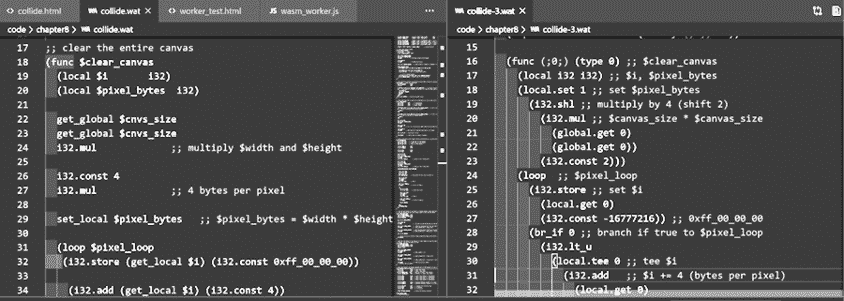 collide.html collide.wat × worker_test.html wasm_worker.js ...
code > chapter8 > collide.wat
17 ;; clear the entire canvas
18 (func $clear_canvas
19 (local $i i32)
20 (local $pixel_bytes i32)
21
22 get_global $cnvs_size
23 get_global $cnvs_size
24 i32.mul ;; multiply $width and $height
25
26 i32.const 4
27 i32.mul ;; 4 bytes per pixel
28
29 set_local $pixel_bytes ;; $pixel_bytes = $width * $height
30
31 (loop $pixel_loop
32 (i32.store (get_local $i) (i32.const 0xff_00_00_00))
33
34 (i32.add (get_local $i) (i32.const 4))
collide-3.wat ×
code > chapter8 > collide-3.wat
15
16 (func (;0;) (type 0) ;; $clear_canvas
17 (local i32 i32) ;; $i, $pixel_bytes
18 (local.set 1 ;; set $pixel_bytes
19 (i32.shl ;; multiply by 4 (shift 2)
20 (i32.mul ;; $canvas_size * $canvas_size
21 (global.get 0)
22 (global.get 0))
23 (i32.const 2)))
24 (loop ;; $pixel_loop
25 (i32.store ;; set $i
26 (local.get 0)
27 (i32.const -16777216)) ;; 0xff_00_00_00
28 (br_if 0 ;; branch if true to $pixel_loop
29 (i32.lt_u
30 (local.tee 0 ;; tee $i
31 (i32.add ;; $i += 4 (bytes per pixel)
32 (local.get 0)